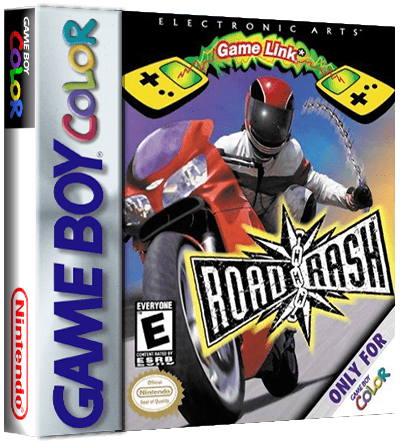 GAME BOY
COLOR
Nintendo
GAME BOY COLOR
ELECTRONIC ARTS™
Game Link
ROAD RASH
EVERYONE
E
CONTENT RATED BY
ESRB
Official
Nintendo
Seal of Quality
ONLY FOR
GAME BOY
COLOR